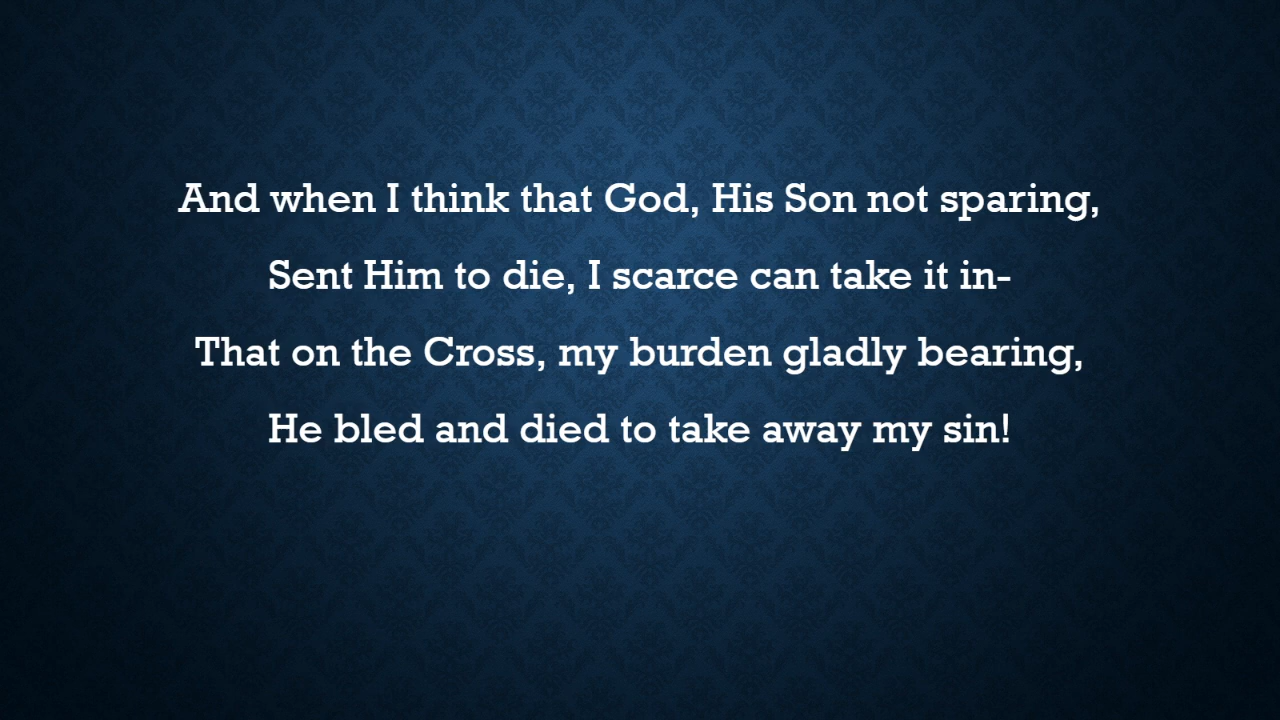 And when I think that God, His Son not sparing,
Sent Him to die, I scarce can take it in-
That on the Cross, my burden gladly bearing,
He bled and died to take away my sin!